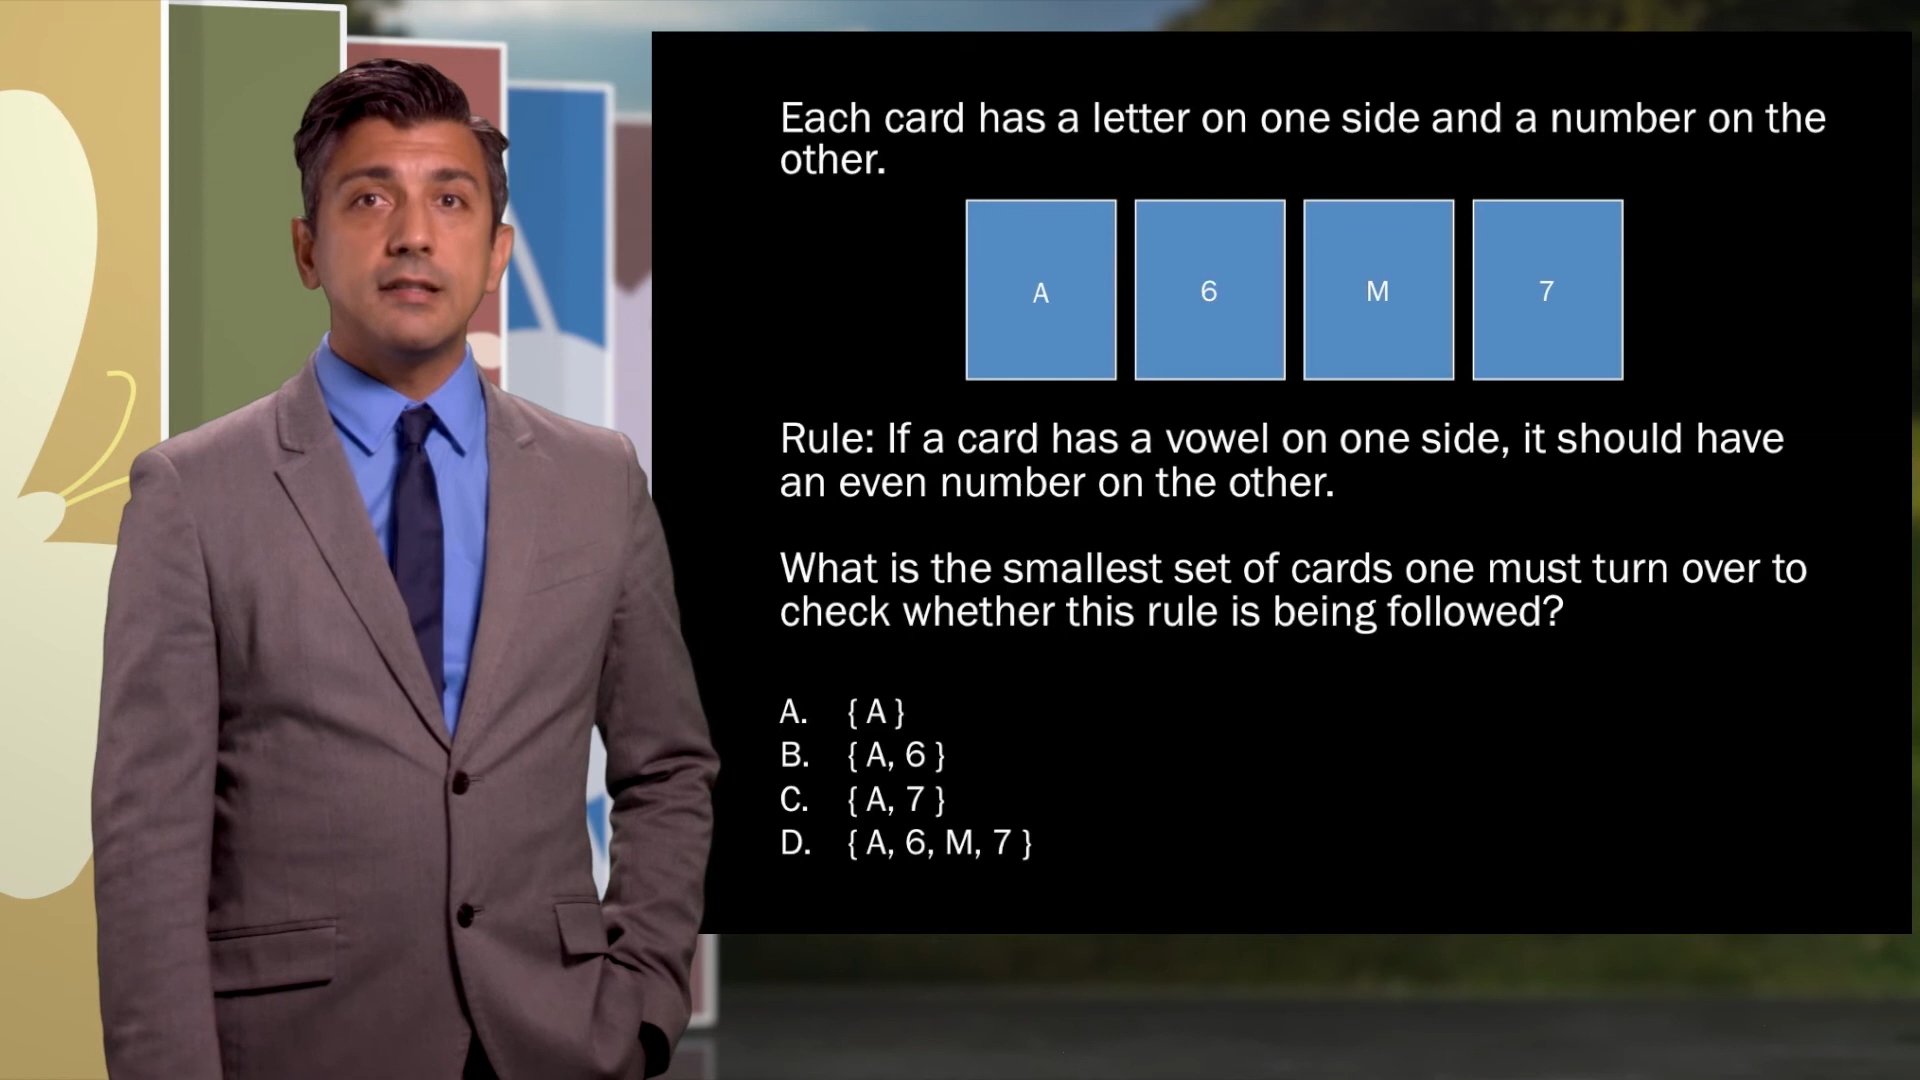 Each card has a letter on one side and a number on the
other.
A 6 M 7
Rule: If a card has a vowel on one side, it should have
an even number on the other.
What is the smallest set of cards one must turn over to
check whether this rule is being followed?
A. { A }
B. { A, 6 }
C. { A, 7 }
D. { A, 6, M, 7 }